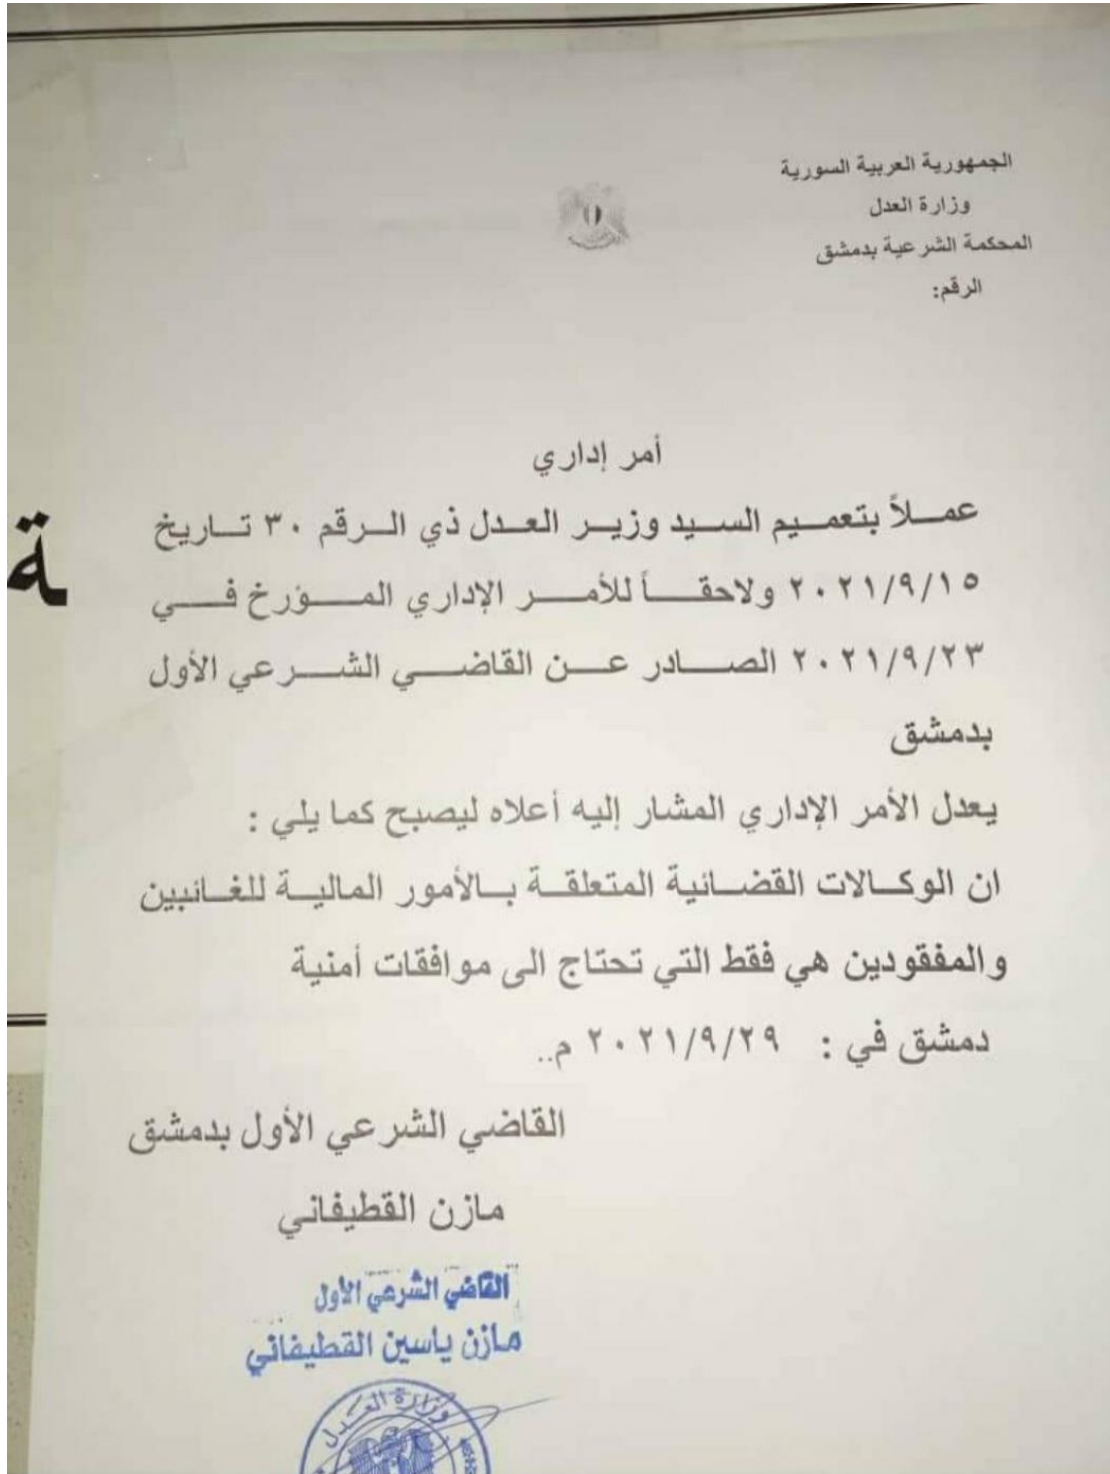 الجمهورية العربية السورية
وزارة العدل
المحكمة الشرعية بدمشق
الرقم:
أمر إداري
عملاً بتعميم السيد وزير العدل ذي الرقم ٣٠ تاريخ
٢٠٢١/٩/١٥ ولاحقاً للأمر الإداري المؤرخ في
٢٠٢١/٩/٢٣ الصادر عن القاضي الشرعي الأول
بدمشق
يعدل الأمر الإداري المشار إليه أعلاه ليصبح كما يلي :
ان الوكالات القضائية المتعلقة بالأمور المالية للغائبين
والمفقودين هي فقط التي تحتاج الى موافقات أمنية
دمشق في : ٢٠٢١/٩/٢٩ م..
القاضي الشرعي الأول بدمشق
مازن القطيفاني
القاضي الشرعي الأول
مازن ياسين القطيفاني
وزارة العدل
ة